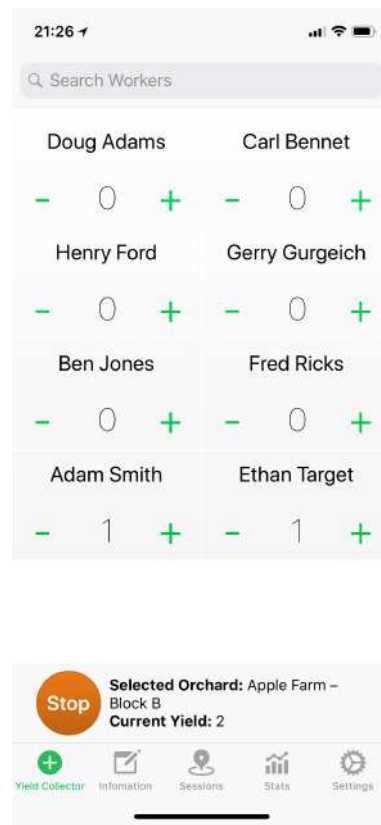 21:26
Search Workers
Doug Adams
Carl Bennet
- 0 +
- 0 +
Henry Ford
Gerry Gurgeich
- 0 +
- 0 +
Ben Jones
Fred Ricks
- 0 +
- 0 +
Adam Smith
Ethan Target
- 1 +
- 1 +
Stop
Selected Orchard: Apple Farm –
Block B
Current Yield: 2
Yield Collector
Infomation
Sessions
Stats
Settings